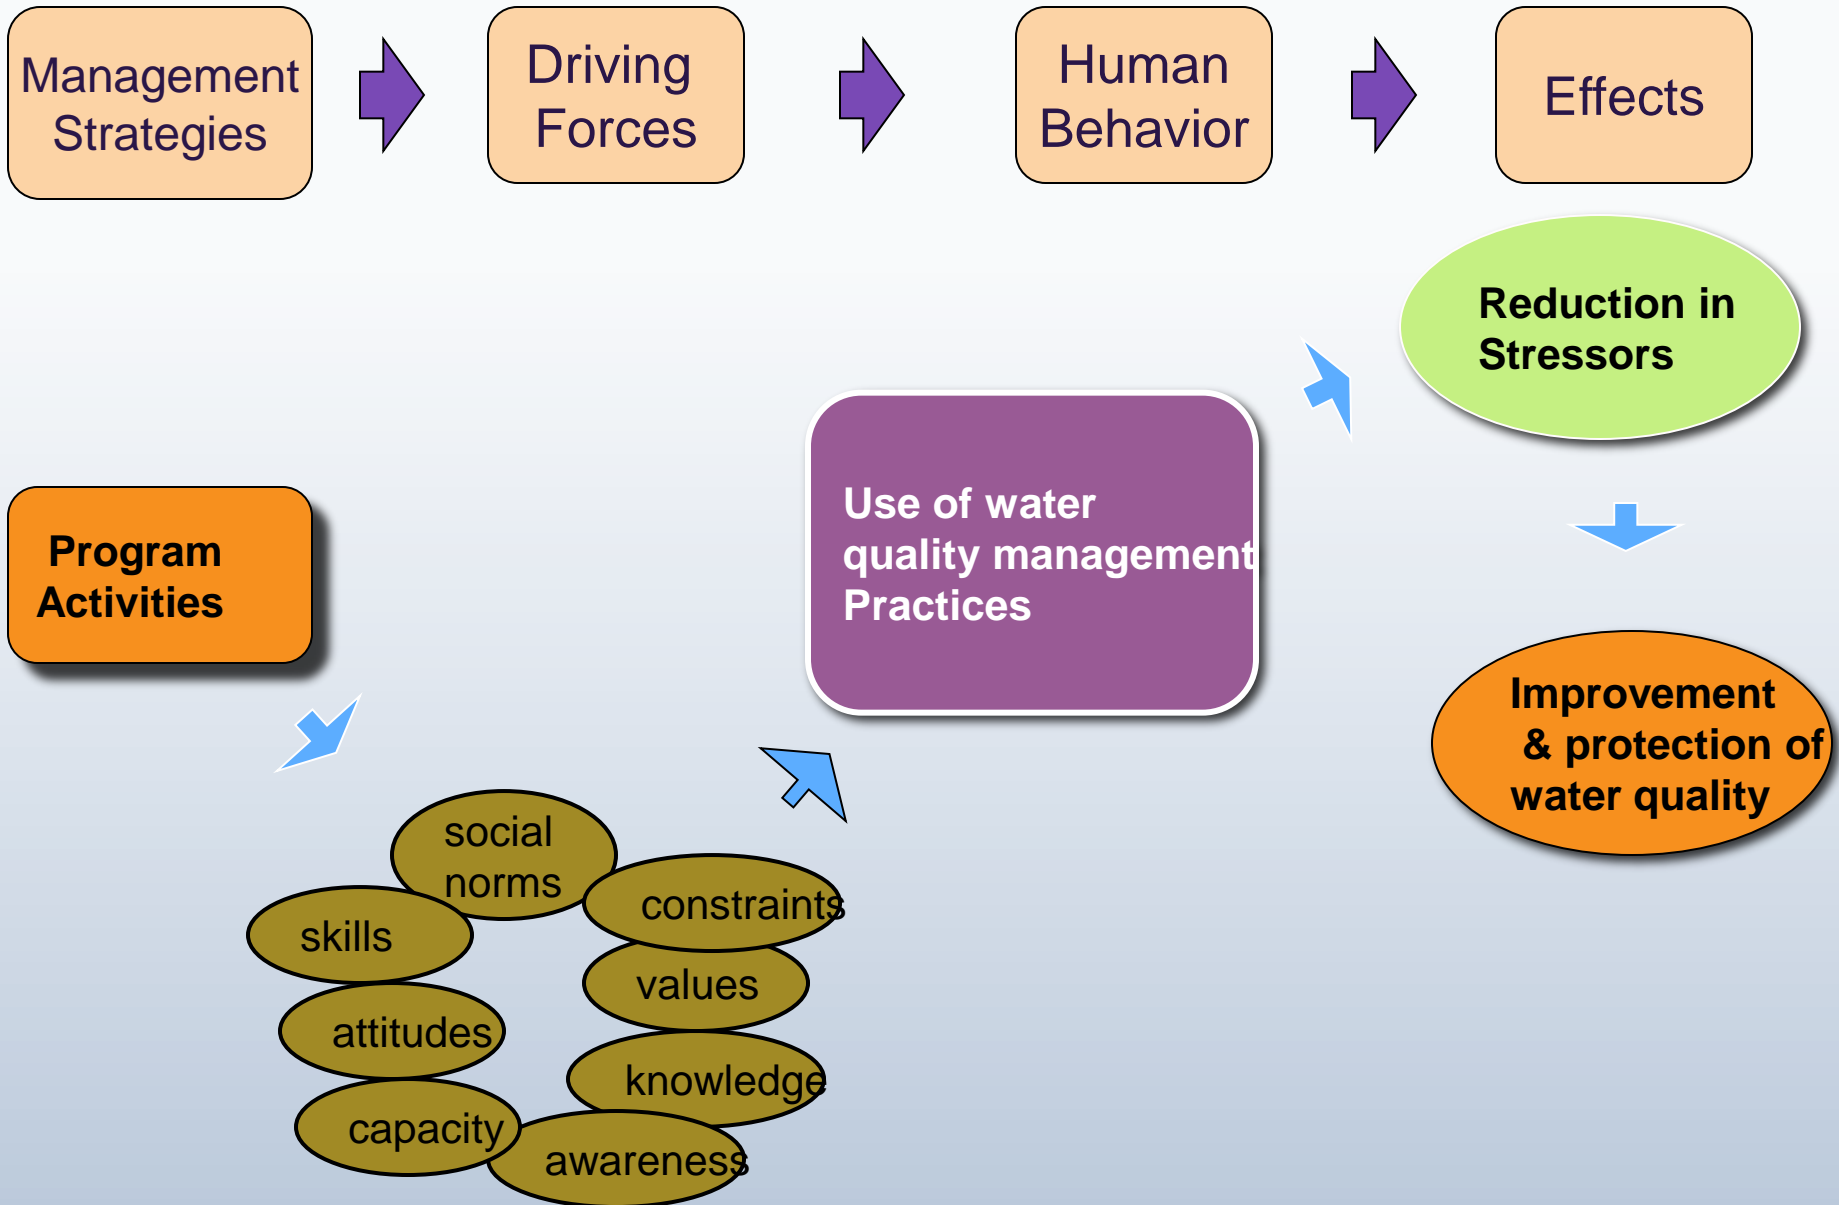 Management
Strategies
Driving
Forces
Human
Behavior
Effects
Reduction in
Stressors
Use of water
quality management
Practices
Program
Activities
Improvement
& protection of
water quality
social
norms
constraints
skills
values
attitudes
knowledge
capacity
awareness